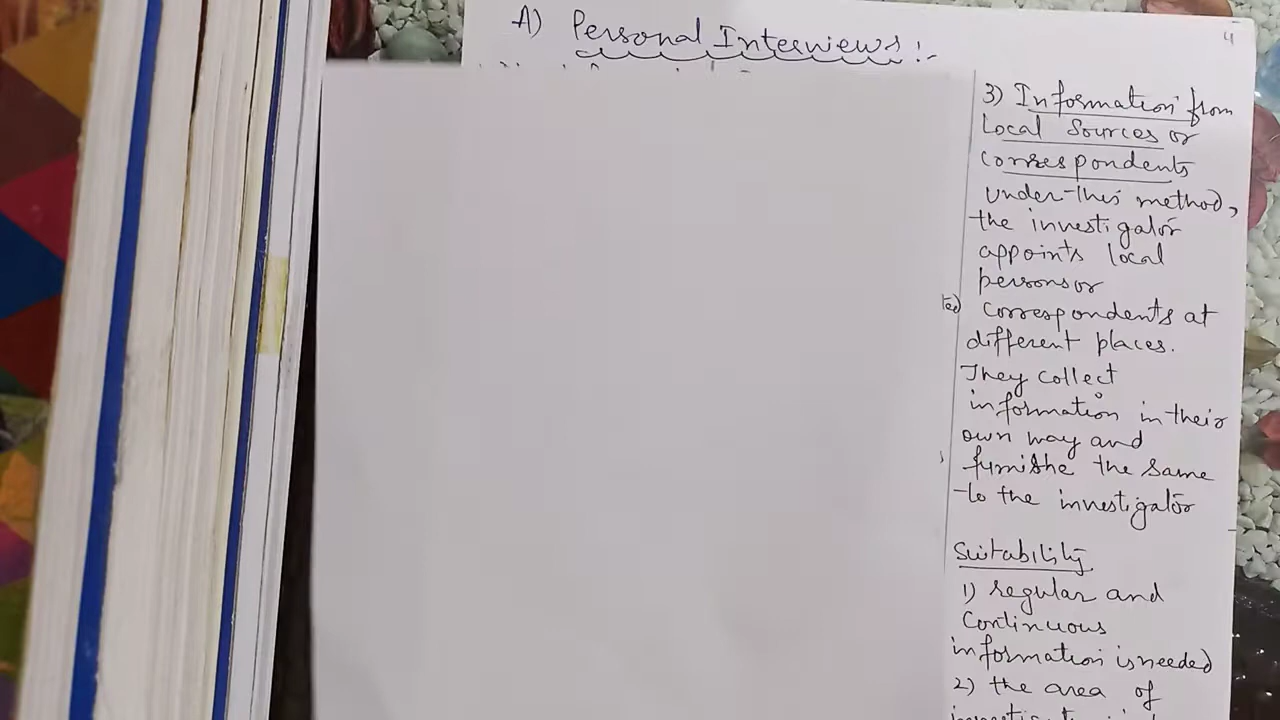 A) Personal Interviews :-
4
3) Information from
Local Sources or
Correspondents
under this method,
the investigator
appoints local
persons or
Correspondents at
different places.
They collect
information in their
own way and
furnishe the same
to the investigator
Suitability
1) regular and
Continuous
information is needed
2) the area of